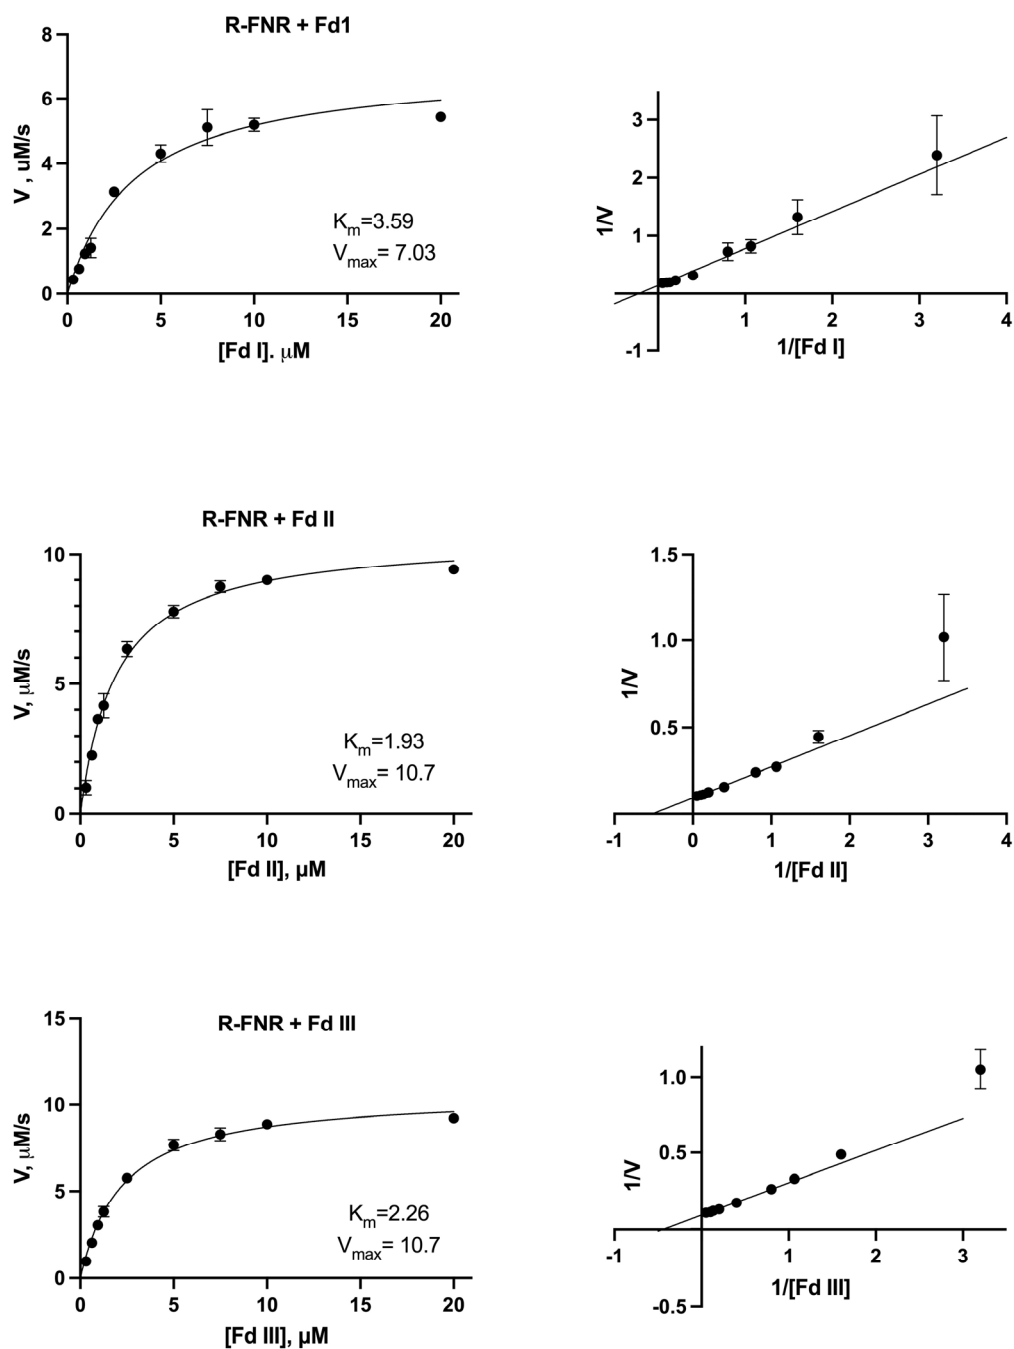 R-FNR + Fd1
8
6
4
2
0
V , uM/s
Km=3.59
Vmax= 7.03
0 5 10 15 20
[Fd I]. μM
3
2
1
-1
1/V
1 2 3 4
1/[Fd I]
R-FNR + Fd II
10
5
0
V, μM/s
Km=1.93
Vmax= 10.7
0 5 10 15 20
[Fd II], μM
1.5
1.0
0.5
1/V
-1 0 1 2 3 4
1/[Fd II]
R-FNR + Fd III
15
10
5
0
V, μM/s
Km=2.26
Vmax= 10.7
0 5 10 15 20
[Fd III], μM
1.0
0.5
-0.5
1/V
-1 1 2 3
1/[Fd III]